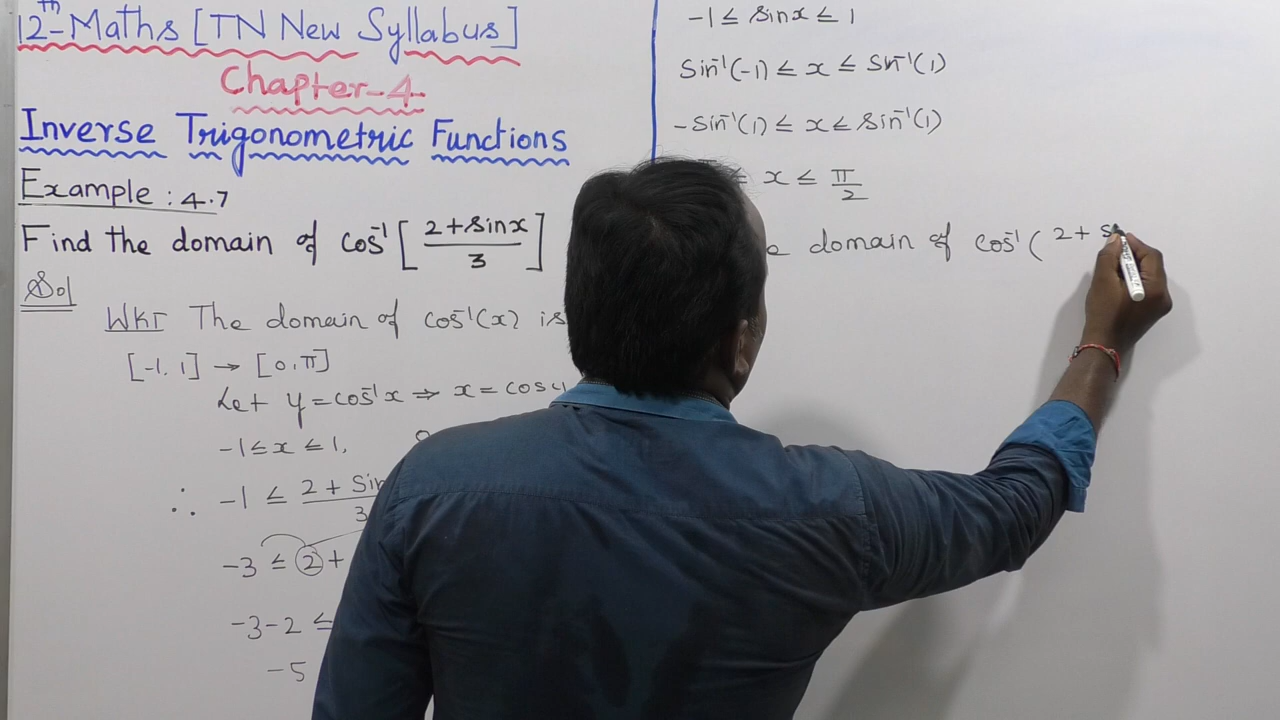 12th-Maths [TN New Syllabus]
Chapter-4
Inverse Trigonometric Functions
Example : 4.7
Find the domain of cos⁻¹[(2+sinx)/3]
Sol
WKT The domain of cos⁻¹(x) is
[-1, 1] → [0, π]
Let y = cos⁻¹x ⇒ x = cos
-1 ≤ x ≤ 1,
∴ -1 ≤ 2 + Sin
3
-3 ≤ 2 +
-3-2 ≤
-5
-1 ≤ sinx ≤ 1
Sin⁻¹(-1) ≤ x ≤ Sin⁻¹(1)
-Sin⁻¹(1) ≤ x ≤ Sin⁻¹(1)
≤ x ≤ π/2
domain of cos⁻¹( 2+ s